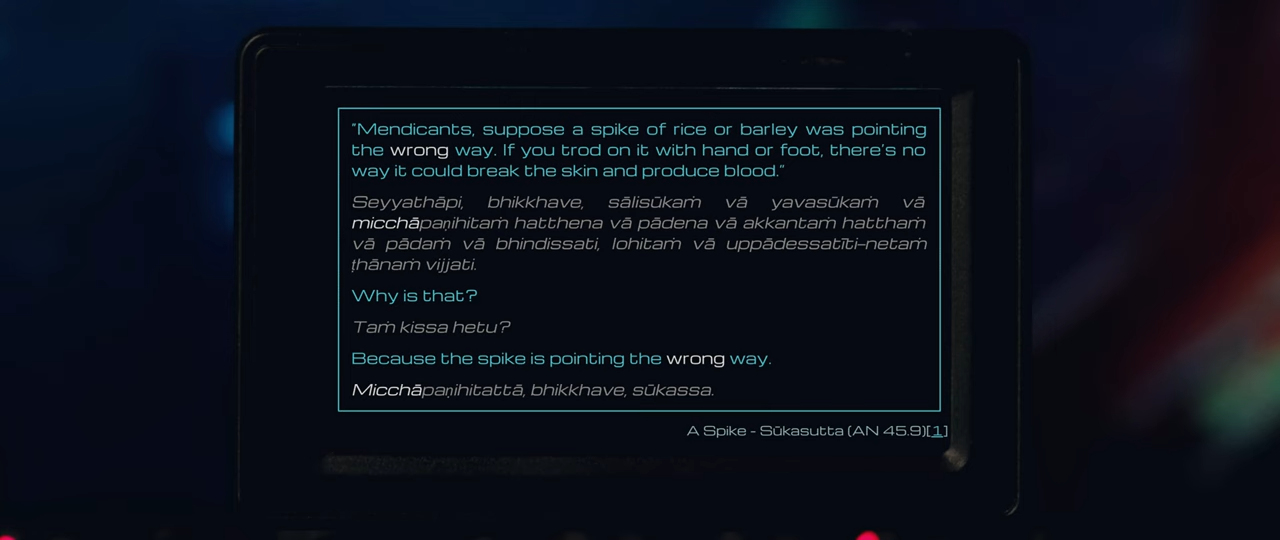 "Mendicants, suppose a spike of rice or barley was pointing
the wrong way. If you trod on it with hand or foot, there's no
way it could break the skin and produce blood."
Seyyathāpi, bhikkhave, sālisūkaṁ vā yavasūkaṁ vā
micchāpaṇihitaṁ hatthena vā pādena vā akkantaṁ hatthaṁ
vā pādaṁ vā bhindissati, lohitaṁ vā uppādessatīti–netaṁ
ṭhānaṁ vijjati.
Why is that?
Taṁ kissa hetu?
Because the spike is pointing the wrong way.
Micchāpaṇihitattā, bhikkhave, sūkassa.
A Spike - Sūkasutta (AN 45.9)[1]